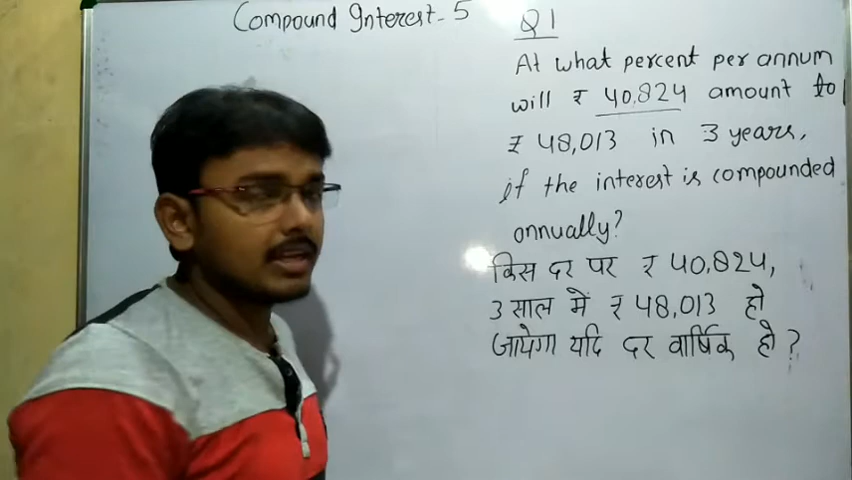 Compound Interest-5
Q1
At what percent per annum
will ₹ 40,824 amount to
₹ 48,013 in 3 years,
if the interest is compounded
annually?
किस दर पर ₹ 40,824,
3 साल में ₹ 48,013 हो
जायेगा यदि दर वार्षिक हो?